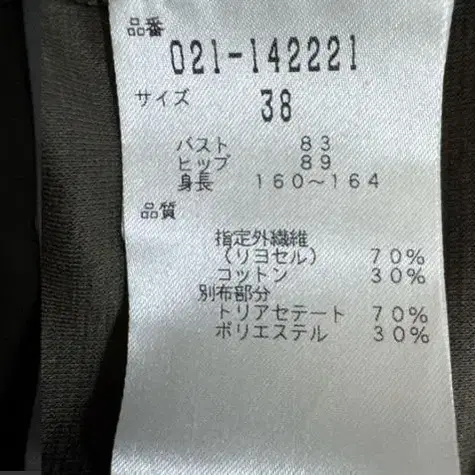 品番
021-142221
サイズ 38
バスト 83
ヒップ 89
身長 160～164
品質
指定外繊維
（リヨセル） 70%
コットン 30%
別布部分
トリアセテート 70%
ポリエステル 30%